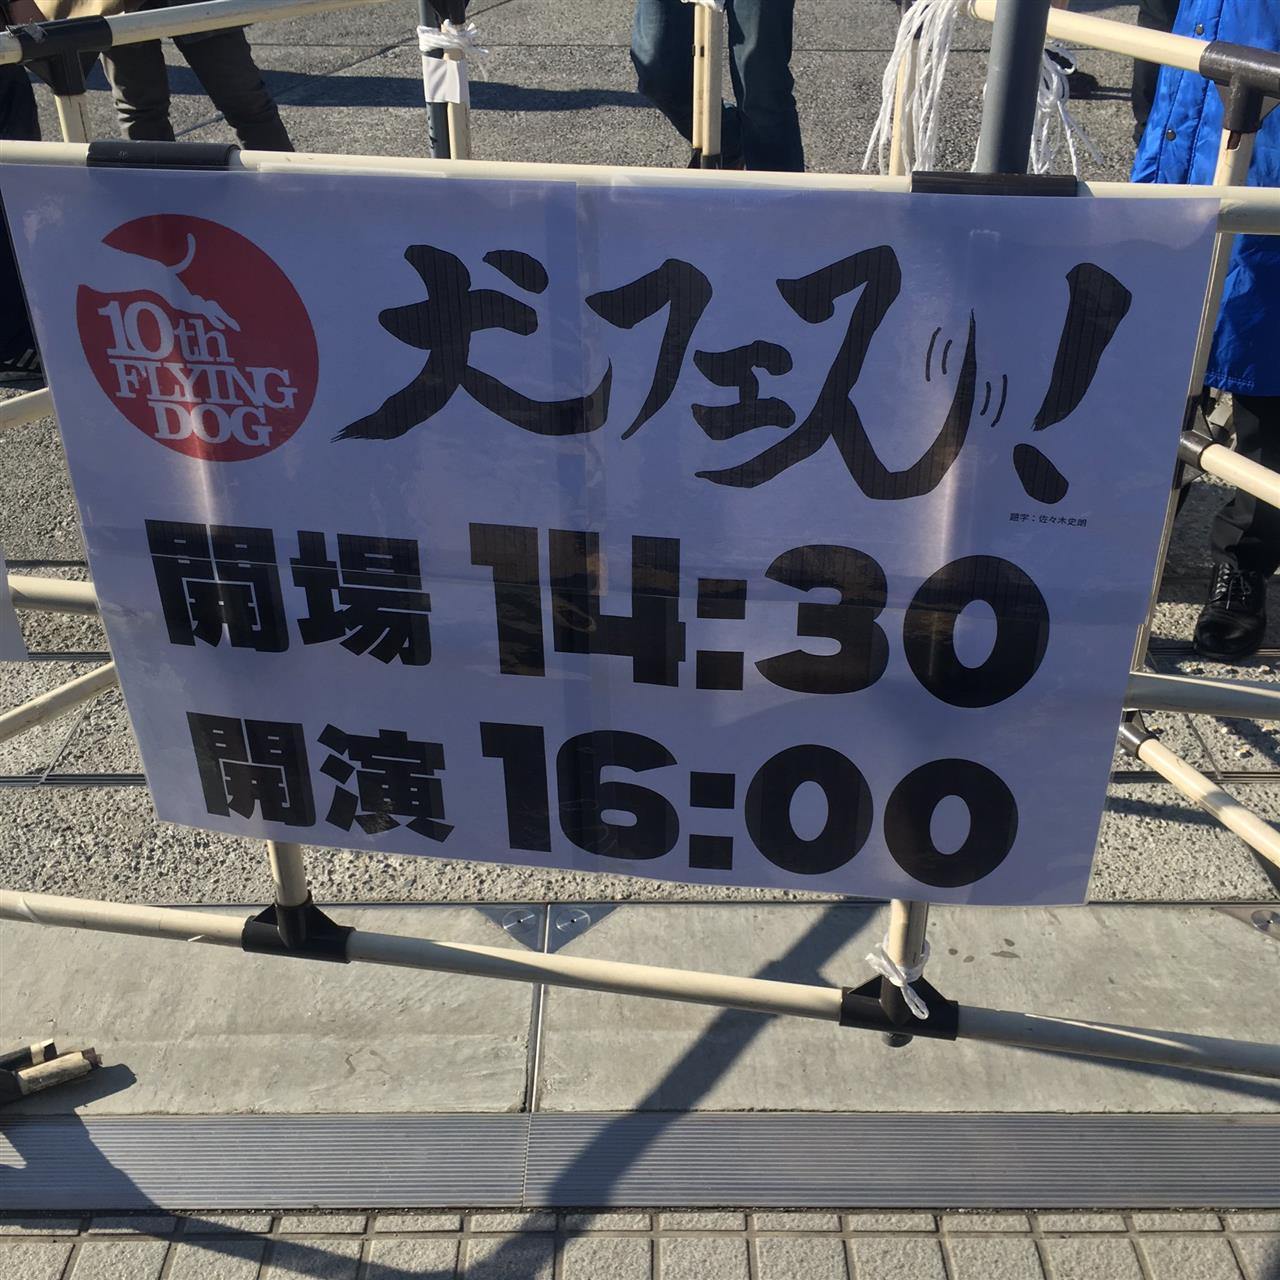 10th
FLYING
DOG
犬フェス!
題字：佐々木史朗
開場 14:30
開演 16:00